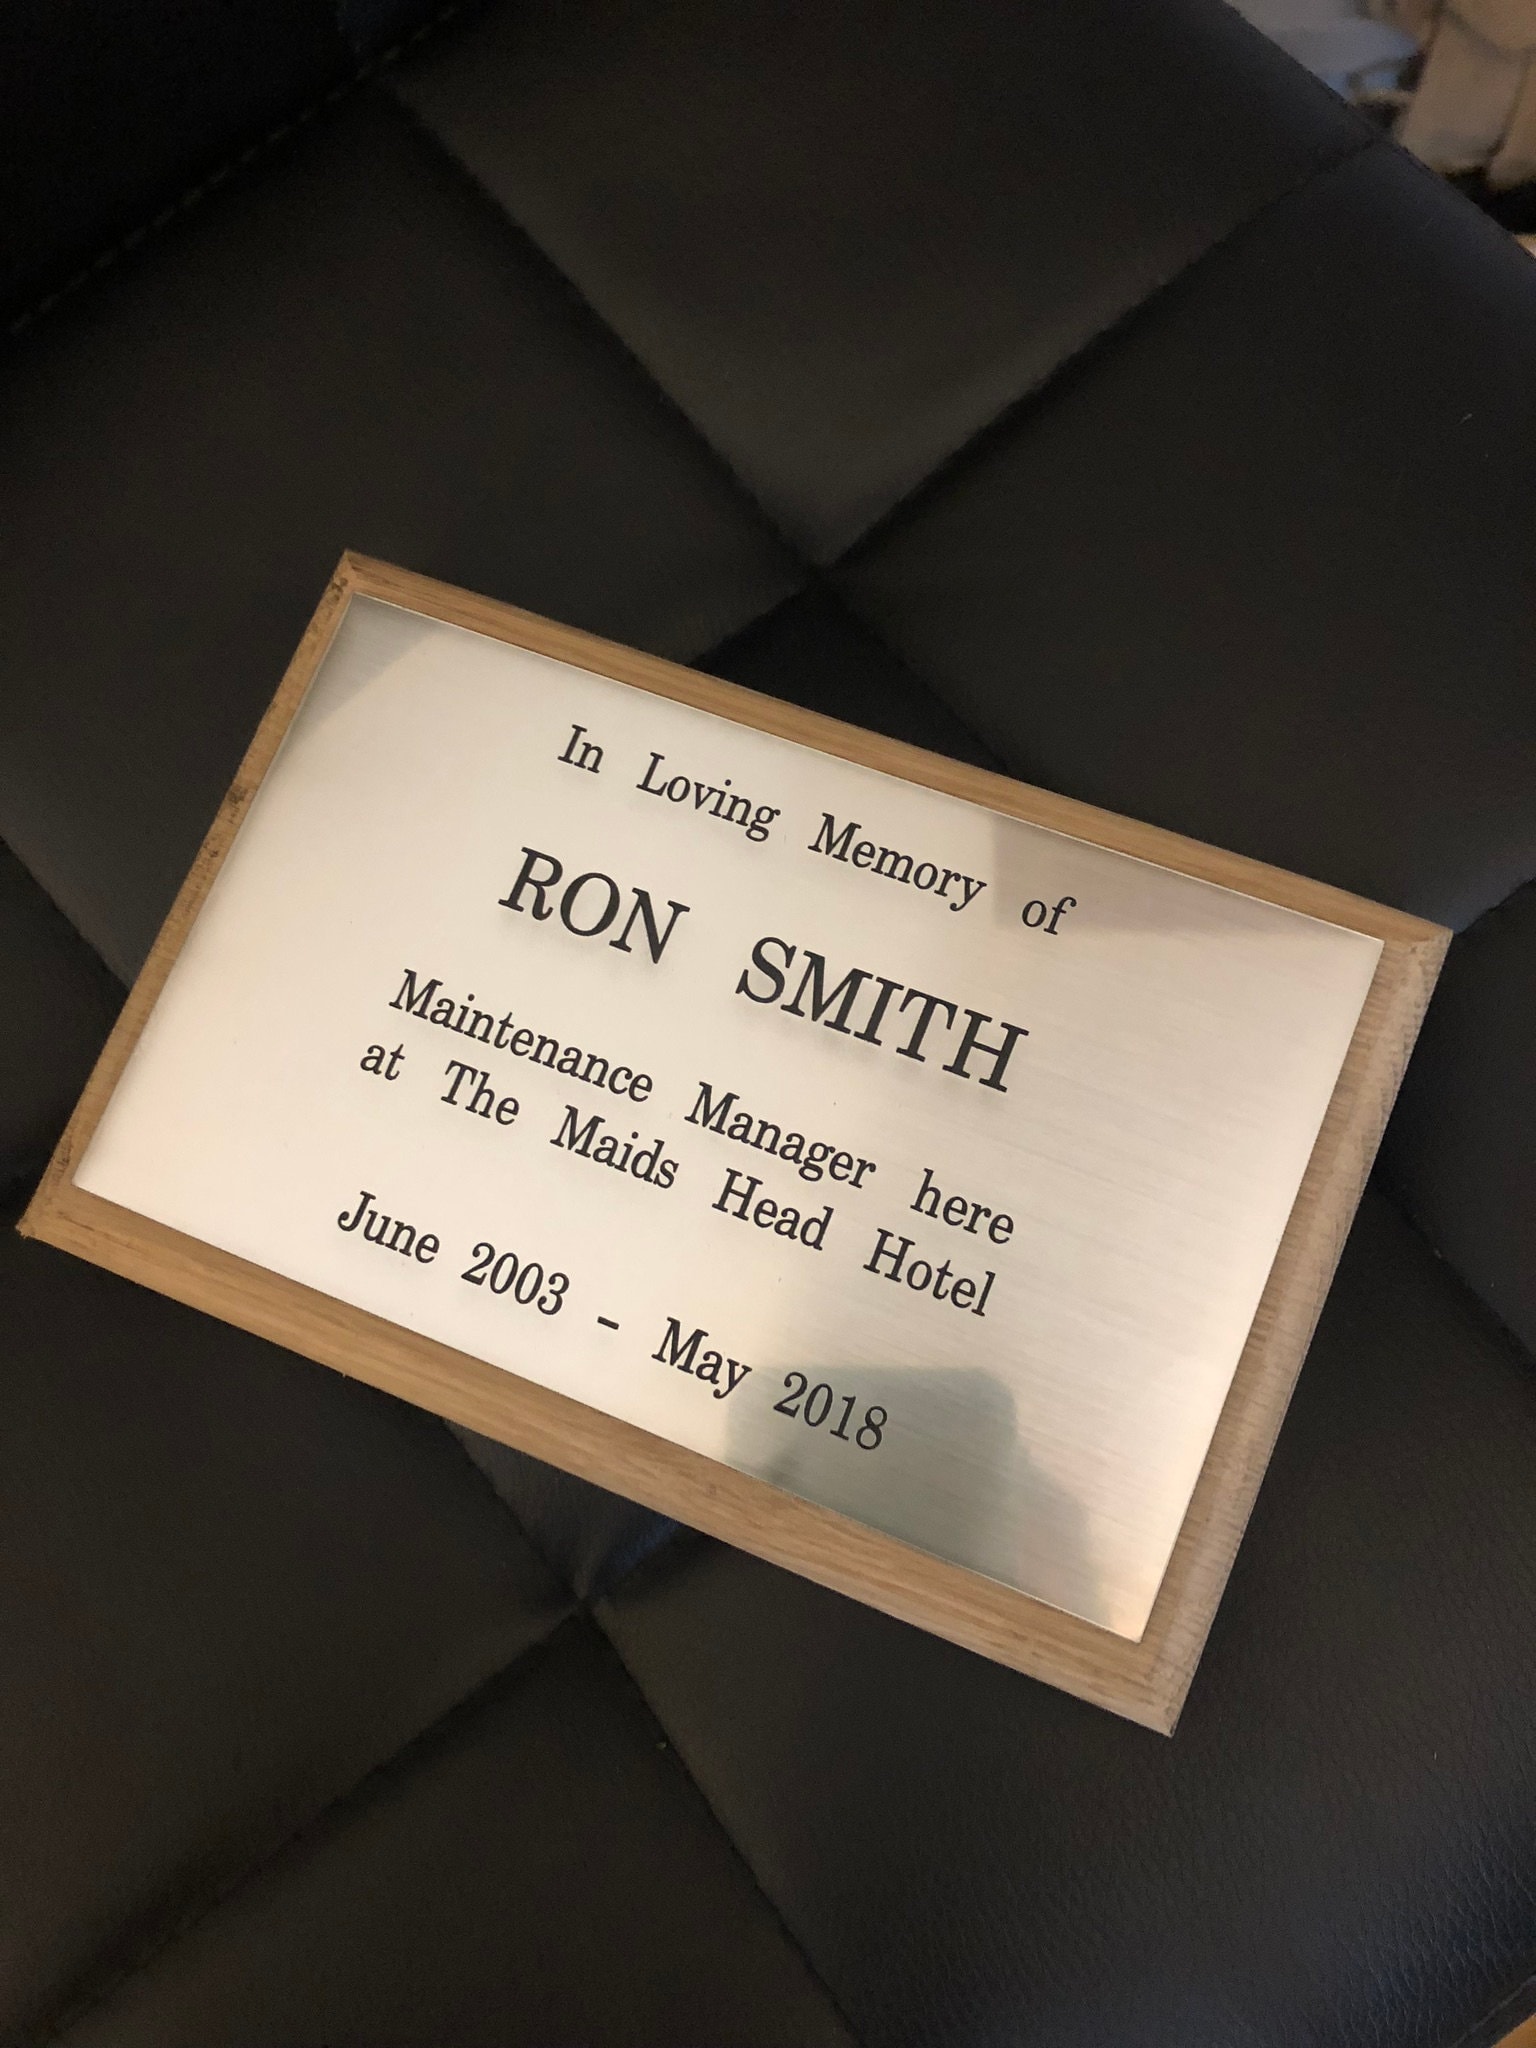 In Loving Memory of
RON SMITH
Maintenance Manager here
at The Maids Head Hotel
June 2003 - May 2018